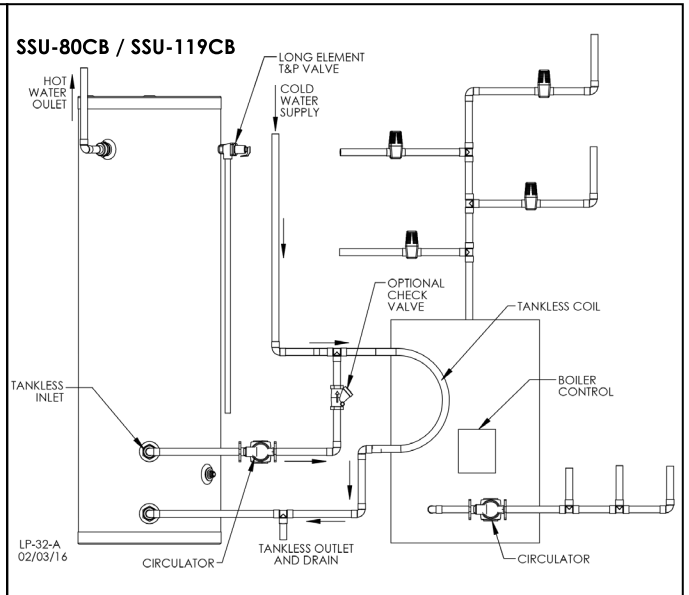 SSU-80CB / SSU-119CB
LONG ELEMENT
T&P VALVE
HOT
WATER
OULET
COLD
WATER
SUPPLY
OPTIONAL
CHECK
VALVE
TANKLESS COIL
TANKLESS
INLET
BOILER
CONTROL
LP-32-A
02/03/16
CIRCULATOR
TANKLESS OUTLET
AND DRAIN
CIRCULATOR